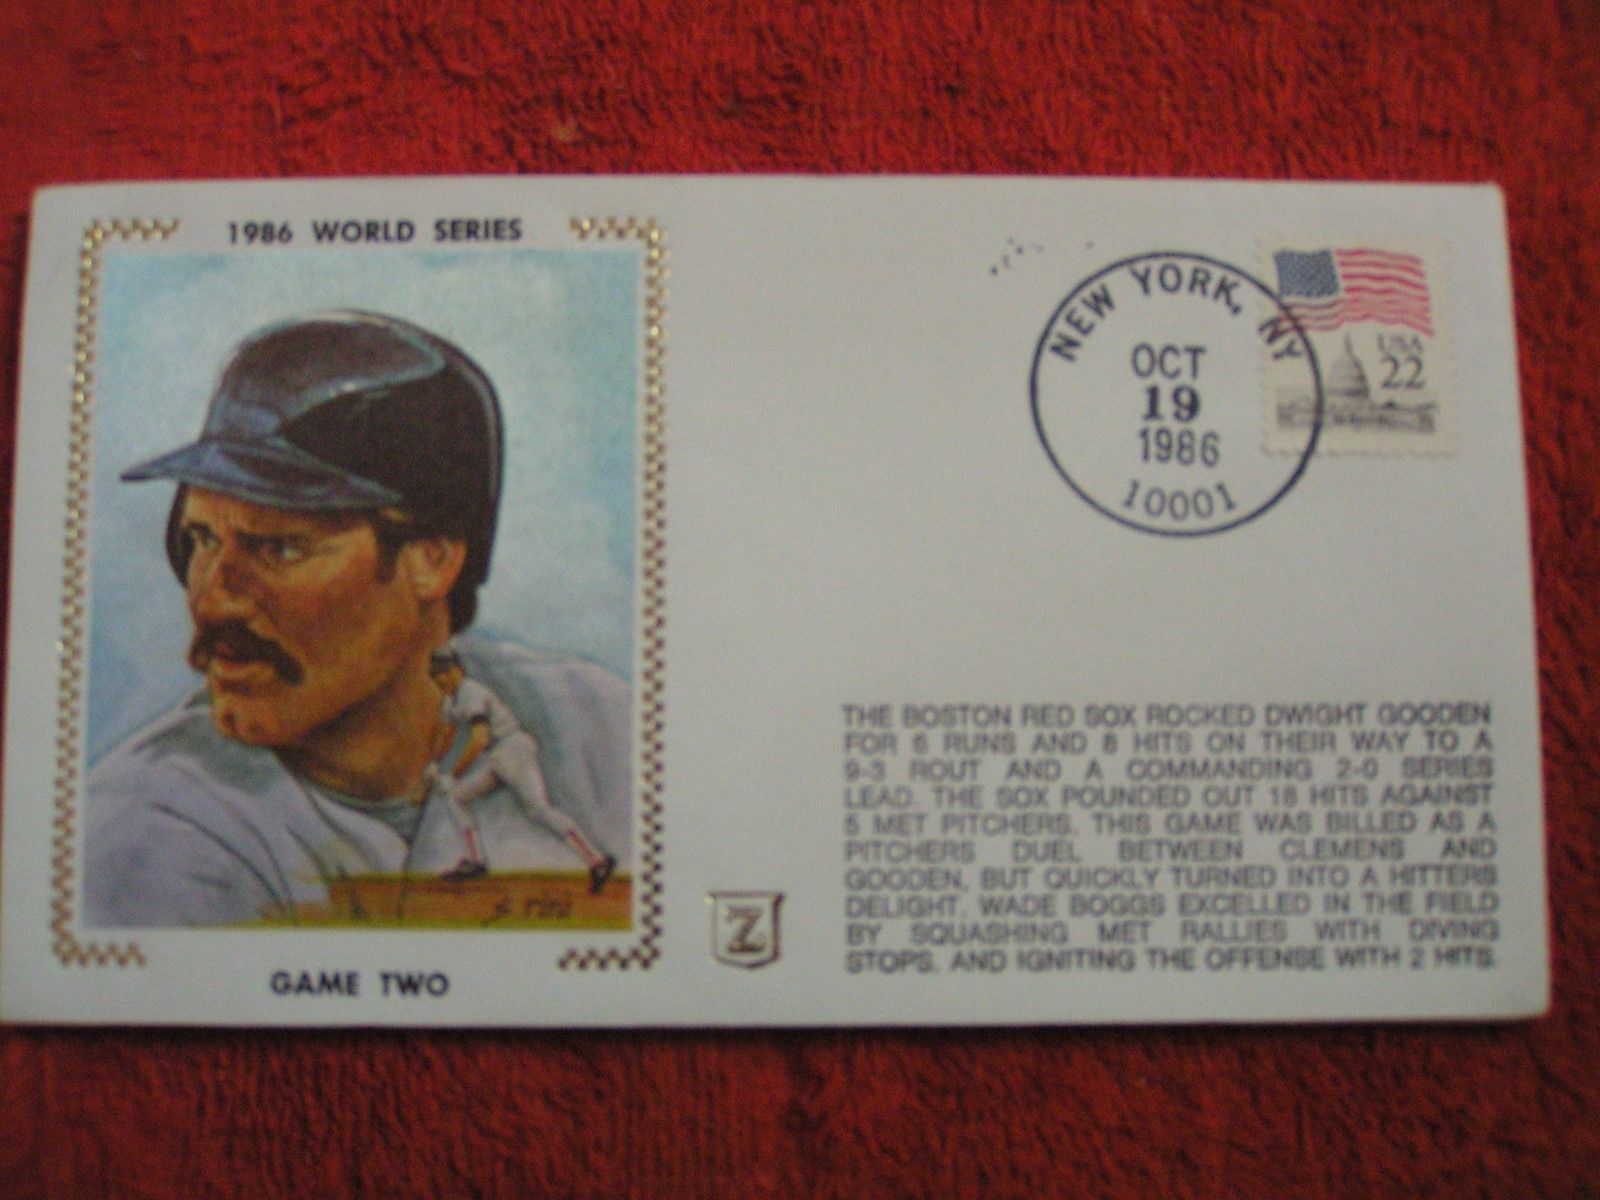 1986 WORLD SERIES
NEW YORK, NY
OCT
19
1986
10001
USA
22
THE BOSTON RED SOX ROCKED DWIGHT GOODEN
FOR 6 RUNS AND 8 HITS ON THEIR WAY TO A
9-3 ROUT AND A COMMANDING 2-0 SERIES
LEAD. THE SOX POUNDED OUT 18 HITS AGAINST
5 MET PITCHERS. THIS GAME WAS BILLED AS A
PITCHERS DUEL BETWEEN CLEMENS AND
GOODEN, BUT QUICKLY TURNED INTO A HITTERS
DELIGHT. WADE BOGGS EXCELLED IN THE FIELD
BY SQUASHING MET RALLIES WITH DIVING
STOPS, AND IGNITING THE OFFENSE WITH 2 HITS.
Z
GAME TWO